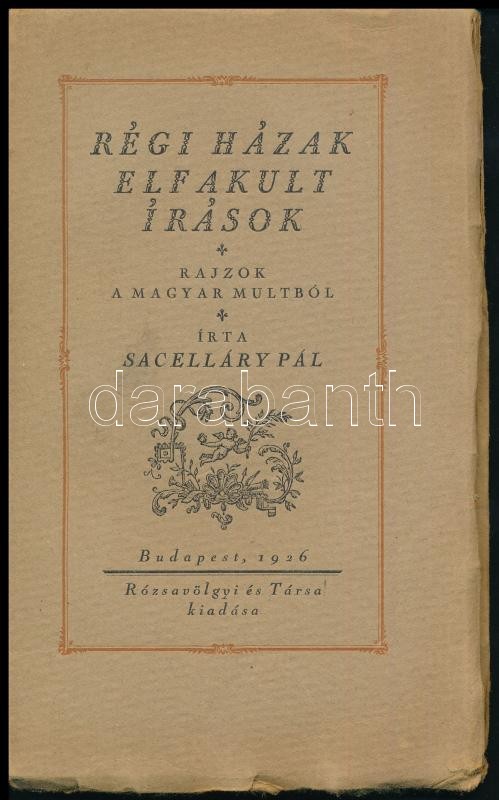 RÉGI HÁZAK
ELFAKULT
ÍRÁSOK
RAJZOK
A MAGYAR MULTBÓL
ÍRTA
SACELLÁRY PÁL
darabanth
Budapest, 1926
Rózsavölgyi és Társa
kiadása